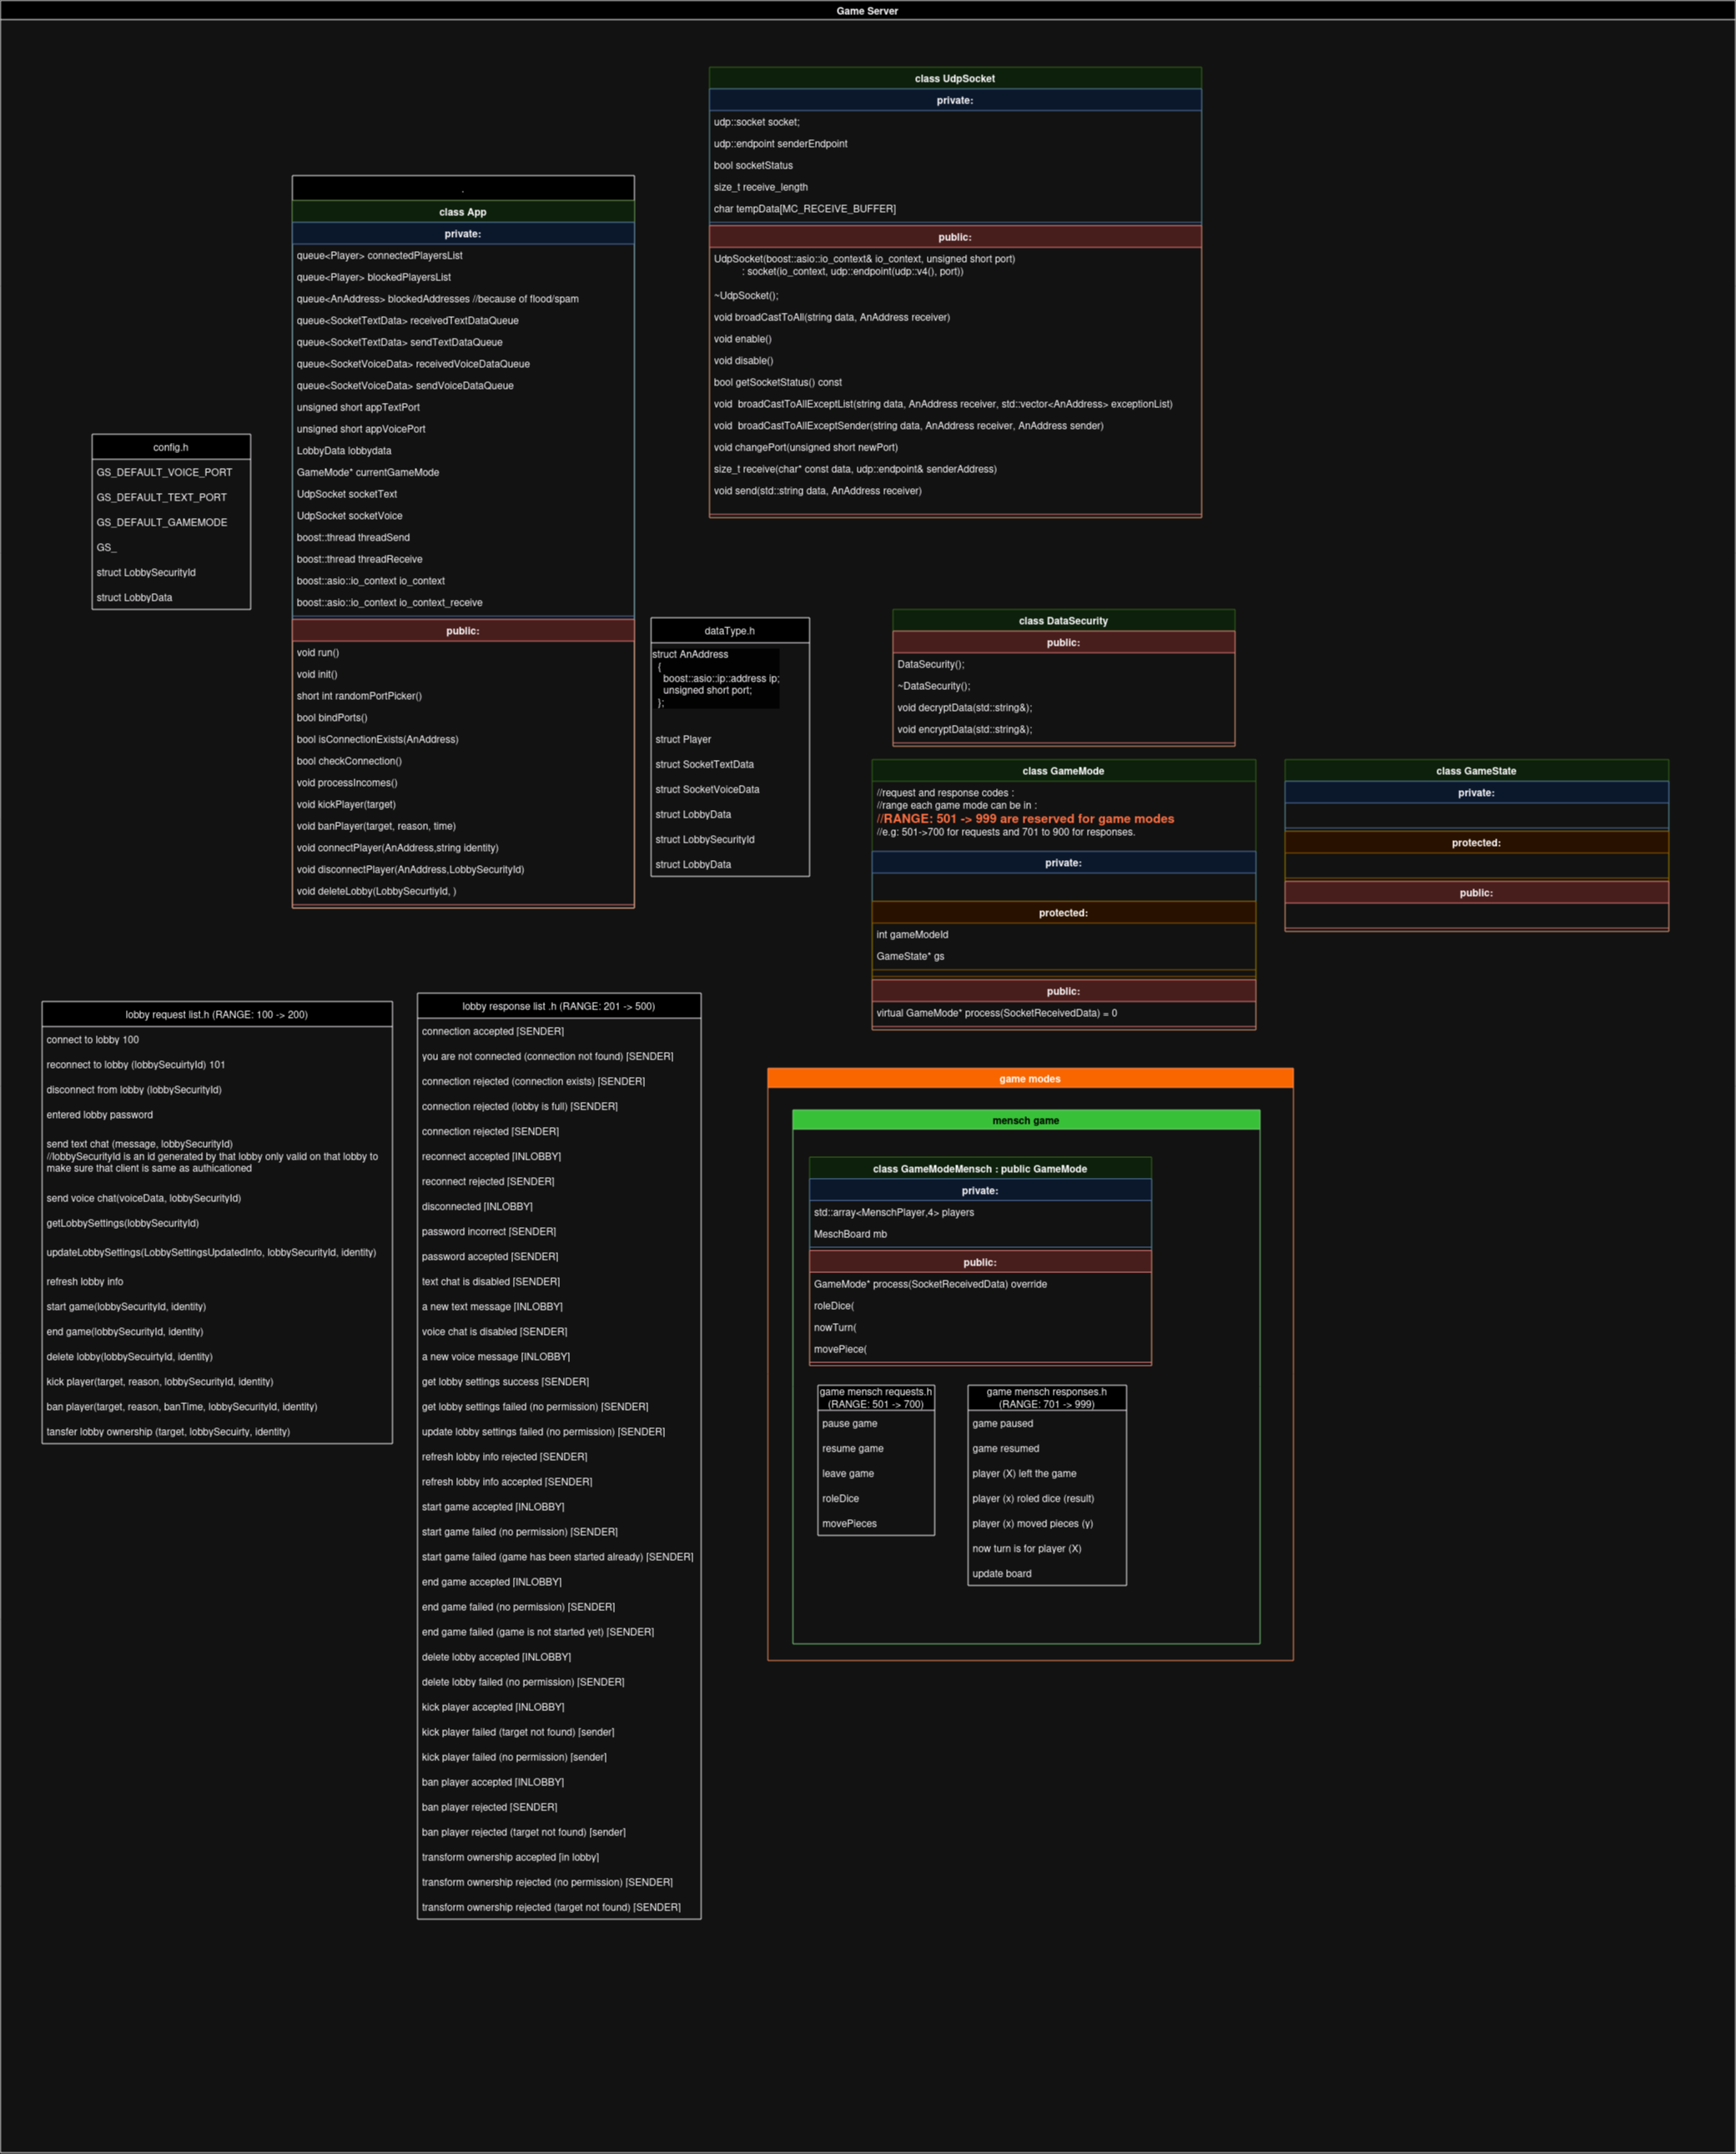 Game Server
class UdpSocket
private:
udp::socket socket;
udp::endpoint senderEndpoint
bool socketStatus
size_t receive_length
char tempData[MC_RECEIVE_BUFFER]
public:
UdpSocket(boost::asio::io_context& io_context, unsigned short port)
: socket(io_context, udp::endpoint(udp::v4(), port))
~UdpSocket();
void broadCastToAll(string data, AnAddress receiver)
void enable()
void disable()
bool getSocketStatus() const
void  broadCastToAllExceptList(string data, AnAddress receiver, std::vector<AnAddress> exceptionList)
void  broadCastToAllExceptSender(string data, AnAddress receiver, AnAddress sender)
void changePort(unsigned short newPort)
size_t receive(char* const data, udp::endpoint& senderAddress)
void send(std::string data, AnAddress receiver)
.
class App
private:
queue<Player> connectedPlayersList
queue<Player> blockedPlayersList
queue<AnAddress> blockedAddresses //because of flood/spam
queue<SocketTextData> receivedTextDataQueue
queue<SocketTextData> sendTextDataQueue
queue<SocketVoiceData> receivedVoiceDataQueue
queue<SocketVoiceData> sendVoiceDataQueue
unsigned short appTextPort
unsigned short appVoicePort
LobbyData lobbydata
GameMode* currentGameMode
UdpSocket socketText
UdpSocket socketVoice
boost::thread threadSend
boost::thread threadReceive
boost::asio::io_context io_context
boost::asio::io_context io_context_receive
public:
void run()
void init()
short int randomPortPicker()
bool bindPorts()
bool isConnectionExists(AnAddress)
bool checkConnection()
void processIncomes()
void kickPlayer(target)
void banPlayer(target, reason, time)
void connectPlayer(AnAddress,string identity)
void disconnectPlayer(AnAddress,LobbySecurityId)
void deleteLobby(LobbySecurtiyId, )
config.h
GS_DEFAULT_VOICE_PORT
GS_DEFAULT_TEXT_PORT
GS_DEFAULT_GAMEMODE
GS_
struct LobbySecurityId
struct LobbyData
dataType.h
struct AnAddress
{
boost::asio::ip::address ip;
unsigned short port;
};
struct Player
struct SocketTextData
struct SocketVoiceData
struct LobbyData
struct LobbySecurityId
struct LobbyData
class DataSecurity
public:
DataSecurity();
~DataSecurity();
void decryptData(std::string&);
void encryptData(std::string&);
class GameMode
//request and response codes :
//range each game mode can be in :
//RANGE: 501 -> 999 are reserved for game modes
//e.g: 501->700 for requests and 701 to 900 for responses.
private:
protected:
int gameModeId
GameState* gs
public:
virtual GameMode* process(SocketReceivedData) = 0
class GameState
private:
protected:
public:
lobby request list.h (RANGE: 100 -> 200)
connect to lobby 100
reconnect to lobby (lobbySecuirtyId) 101
disconnect from lobby (lobbySecurityId)
entered lobby password
send text chat (message, lobbySecurityId)
//lobbySecurityId is an id generated by that lobby only valid on that lobby to
make sure that client is same as authicationed
send voice chat(voiceData, lobbySecurityId)
getLobbySettings(lobbySecurityId)
updateLobbySettings(LobbySettingsUpdatedInfo, lobbySecurityId, identity)
refresh lobby info
start game(lobbySecurityId, identity)
end game(lobbySecurityId, identity)
delete lobby(lobbySecuirtyId, identity)
kick player(target, reason, lobbySecurityId, identity)
ban player(target, reason, banTime, lobbySecurityId, identity)
tansfer lobby ownership (target, lobbySecuirty, identity)
lobby response list .h (RANGE: 201 -> 500)
connection accepted [SENDER]
you are not connected (connection not found) [SENDER]
connection rejected (connection exists) [SENDER]
connection rejected (lobby is full) [SENDER]
connection rejected [SENDER]
reconnect accepted [INLOBBY]
reconnect rejected [SENDER]
disconnected [INLOBBY]
password incorrect [SENDER]
password accepted [SENDER]
text chat is disabled [SENDER]
a new text message [INLOBBY]
voice chat is disabled [SENDER]
a new voice message [INLOBBY]
get lobby settings success [SENDER]
get lobby settings failed (no permission) [SENDER]
update lobby settings failed (no permission) [SENDER]
refresh lobby info rejected [SENDER]
refresh lobby info accepted [SENDER]
start game accepted [INLOBBY]
start game failed (no permission) [SENDER]
start game failed (game has been started already) [SENDER]
end game accepted [INLOBBY]
end game failed (no permission) [SENDER]
end game failed (game is not started yet) [SENDER]
delete lobby accepted [INLOBBY]
delete lobby failed (no permission) [SENDER]
kick player accepted [INLOBBY]
kick player failed (target not found) [sender]
kick player failed (no permission) [sender]
ban player accepted [INLOBBY]
ban player rejected [SENDER]
ban player rejected (target not found) [sender]
transform ownership accepted [in lobby]
transform ownership rejected (no permission) [SENDER]
transform ownership rejected (target not found) [SENDER]
game modes
mensch game
class GameModeMensch : public GameMode
private:
std::array<MenschPlayer,4> players
MeschBoard mb
public:
GameMode* process(SocketReceivedData) override
roleDice(
nowTurn(
movePiece(
game mensch requests.h
(RANGE: 501 -> 700)
pause game
resume game
leave game
roleDice
movePieces
game mensch responses.h
(RANGE: 701 -> 999)
game paused
game resumed
player (X) left the game
player (x) roled dice (result)
player (x) moved pieces (y)
now turn is for player (X)
update board